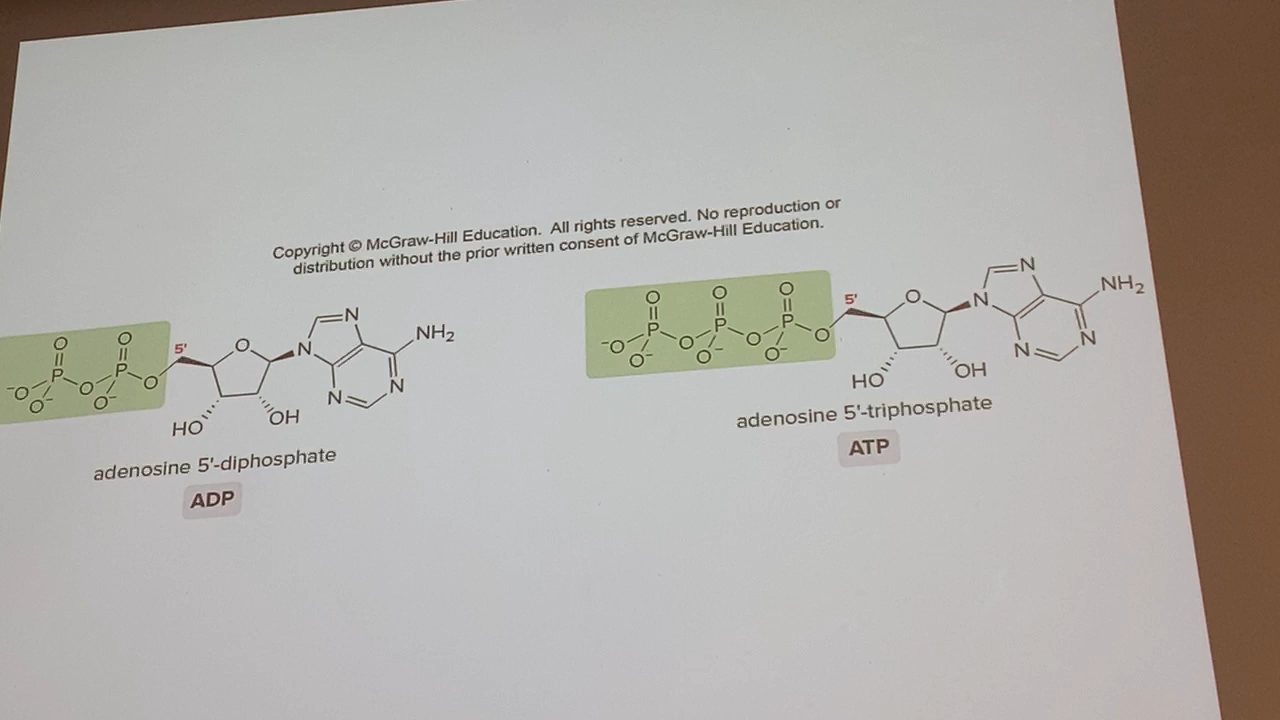 Copyright © McGraw-Hill Education. All rights reserved. No reproduction or
distribution without the prior written consent of McGraw-Hill Education.
O O
P P
⁻O O O
O⁻ O⁻
5'
O
N N
NH₂
N N
HO OH
adenosine 5'-diphosphate
ADP
O O O
P P P
⁻O O O O
O⁻ O⁻ O⁻
5'
O
N N
NH₂
N N
HO OH
adenosine 5'-triphosphate
ATP